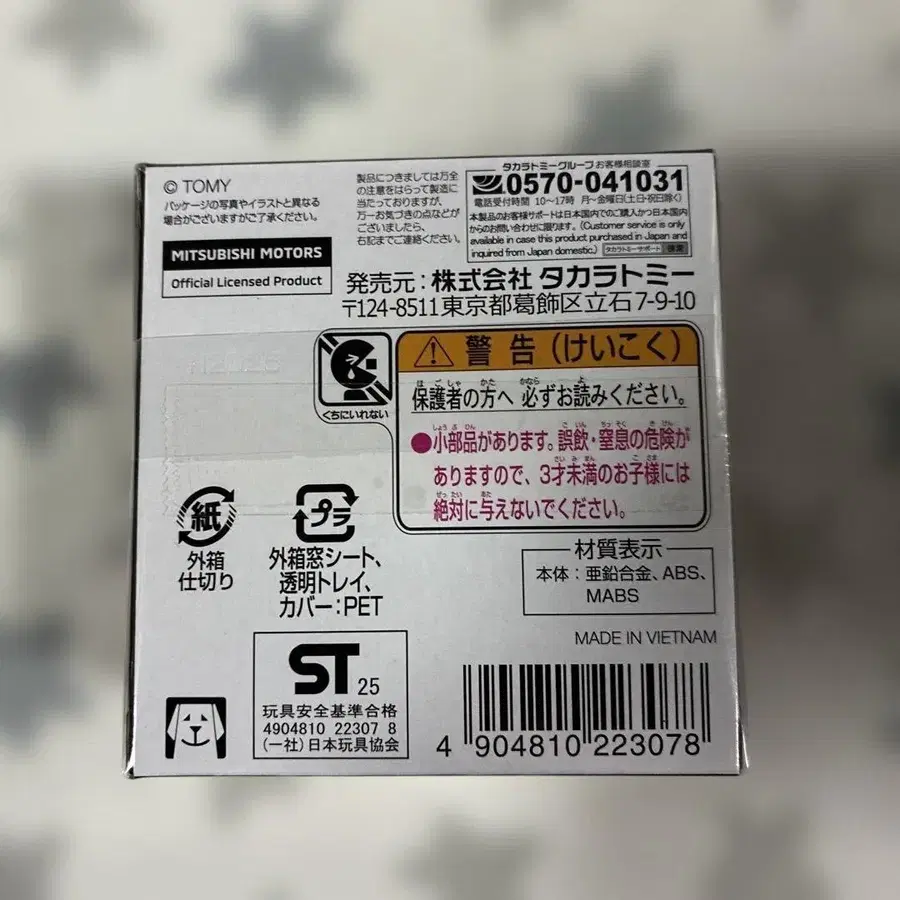 © TOMY
パッケージの写真やイラストと異なる
場合がございますがご了承ください。
MITSUBISHI MOTORS
Official Licensed Product
製品につきましては万全
の注意をはらって製造に
当たっておりますが、
万一お気づきの点などが
ございましたら、
右記までご連絡ください。
タカラトミーグループ お客様相談室
0570-041031
電話受付時間 10〜17時 月〜金曜日(土・日・祝日除く)
本製品のお客様サポートは日本国内でのご購入かつ日本国内
からのお問い合わせに限ります。(Customer service is only
available in case this product purchased in Japan and
inquired from Japan domestic.) タカラトミーサポート 検索
発売元:株式会社 タカラトミー
〒124-8511東京都葛飾区立石7-9-10
くちにいれない
警告(けいこく)
保護者の方へ 必ずお読みください。
●小部品があります。誤飲・窒息の危険が
ありますので、3才未満のお子様には
絶対に与えないでください。
紙
外箱
仕切り
プラ
外箱窓シート、
透明トレイ、
カバー:PET
材質表示
本体:亜鉛合金、ABS、
MABS
MADE IN VIETNAM
ST 25
玩具安全基準合格
4904810 22307 8
(一社)日本玩具協会
4 904810 223078